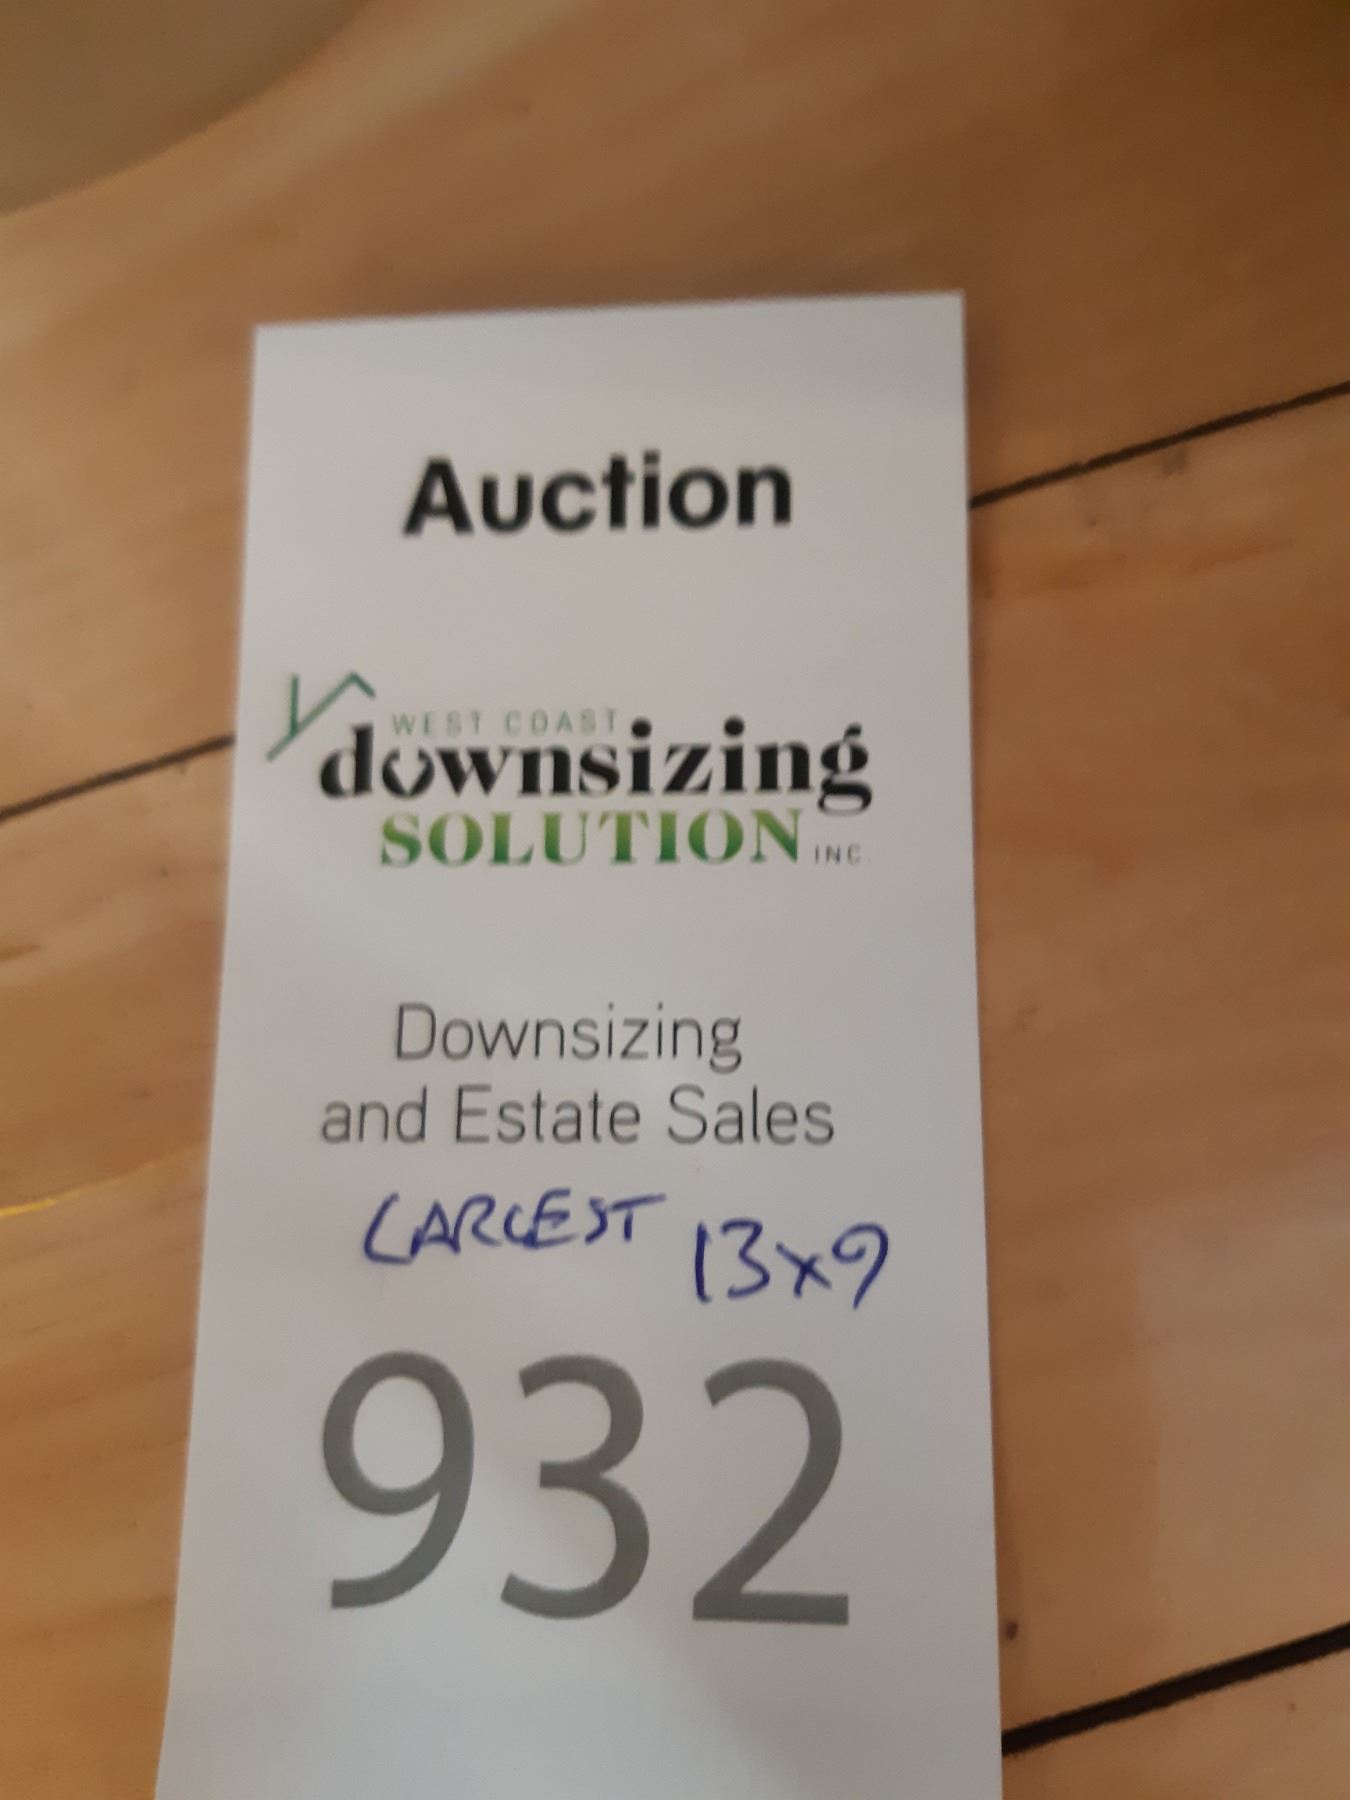 Auction
WEST COAST
downsizing
SOLUTION INC.
Downsizing
and Estate Sales
LARGEST 13x9
932